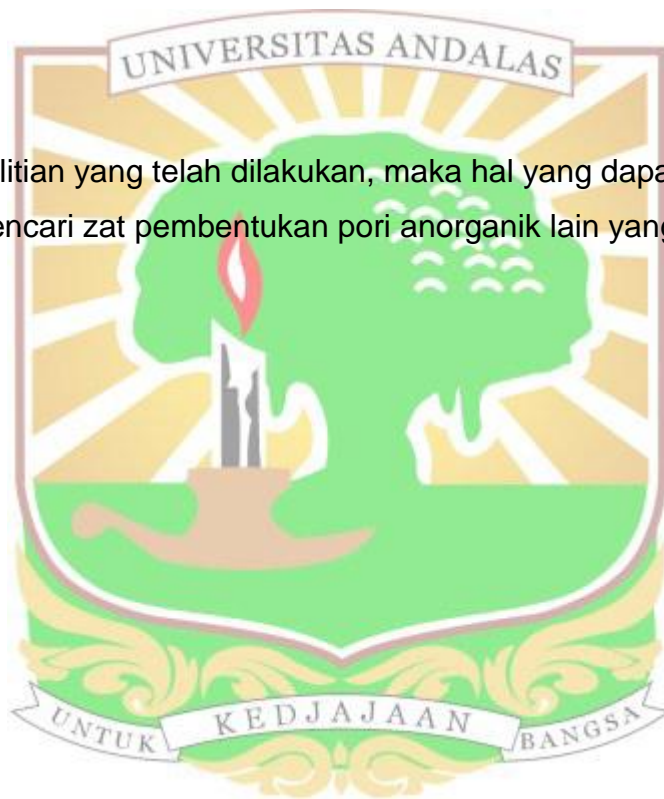 UNIVERSITAS ANDALAS
litian yang telah dilakukan, maka hal yang dapa
encari zat pembentukan pori anorganik lain yang
UNTUK KEDJAJAAN BANGSA